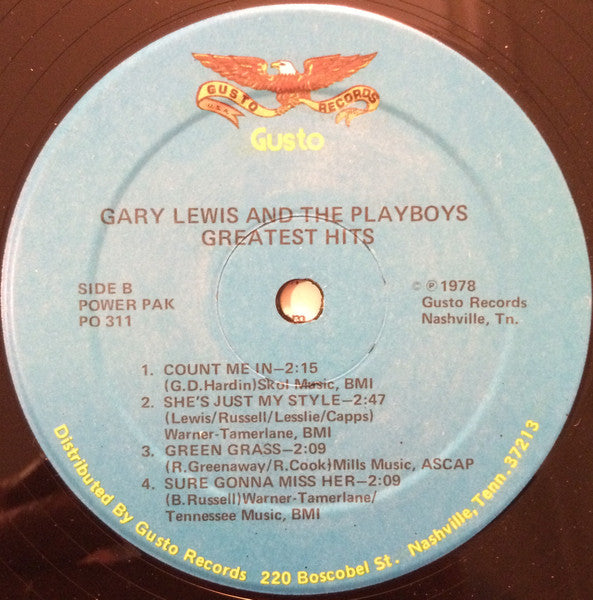 GUSTO RECORDS
U.S.A.
Gusto
GARY LEWIS AND THE PLAYBOYS
GREATEST HITS
SIDE B
POWER PAK
PO 311
© ℗ 1978
Gusto Records
Nashville, Tn.
1. COUNT ME IN–2:15
(G.D.Hardin)Skol Music, BMI
2. SHE'S JUST MY STYLE–2:47
(Lewis/Russell/Lesslie/Capps)
Warner-Tamerlane, BMI
3. GREEN GRASS–2:09
(R.Greenaway/R.Cook)Mills Music, ASCAP
4. SURE GONNA MISS HER–2:09
(B.Russell)Warner-Tamerlane/
Tennessee Music, BMI
Distributed By Gusto Records 220 Boscobel St. Nashville, Tenn. 37213